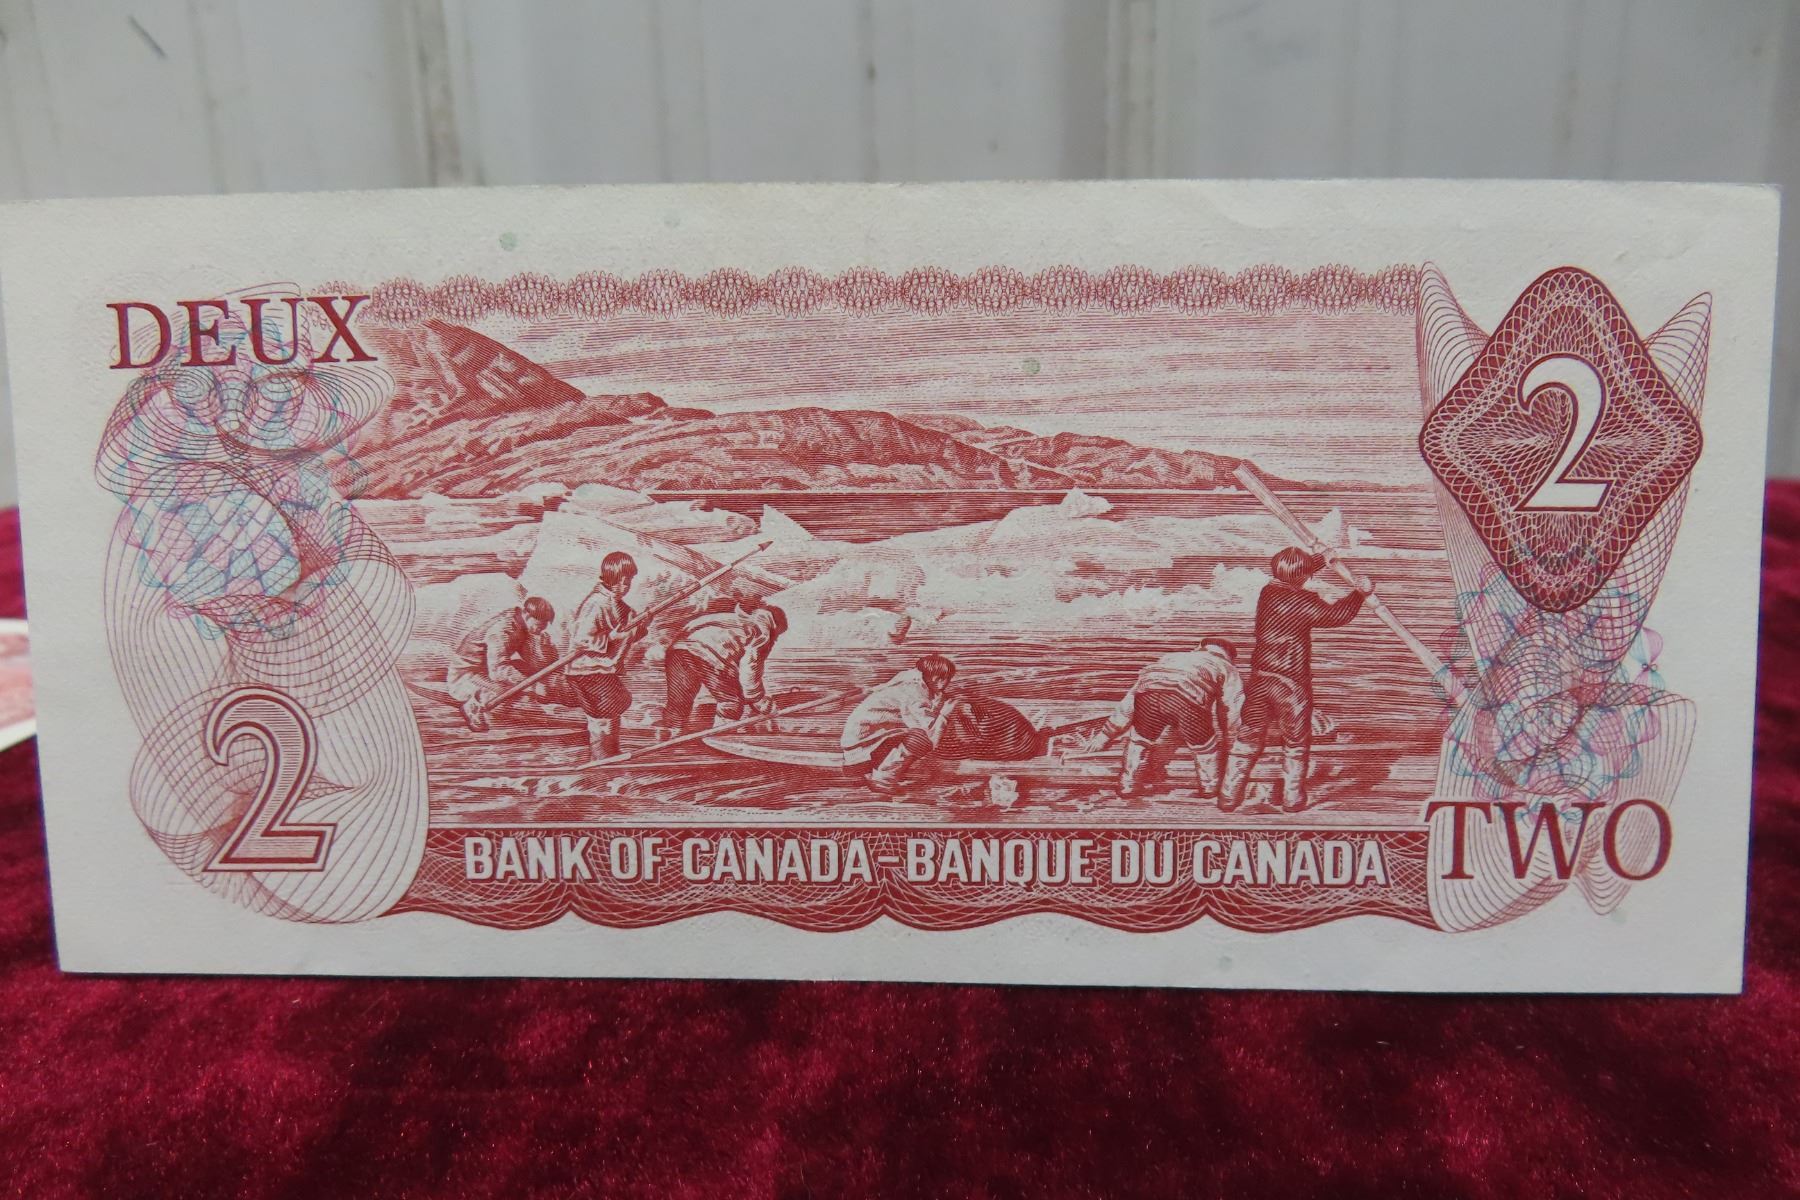 DEUX
2
2
BANK OF CANADA–BANQUE DU CANADA
TWO